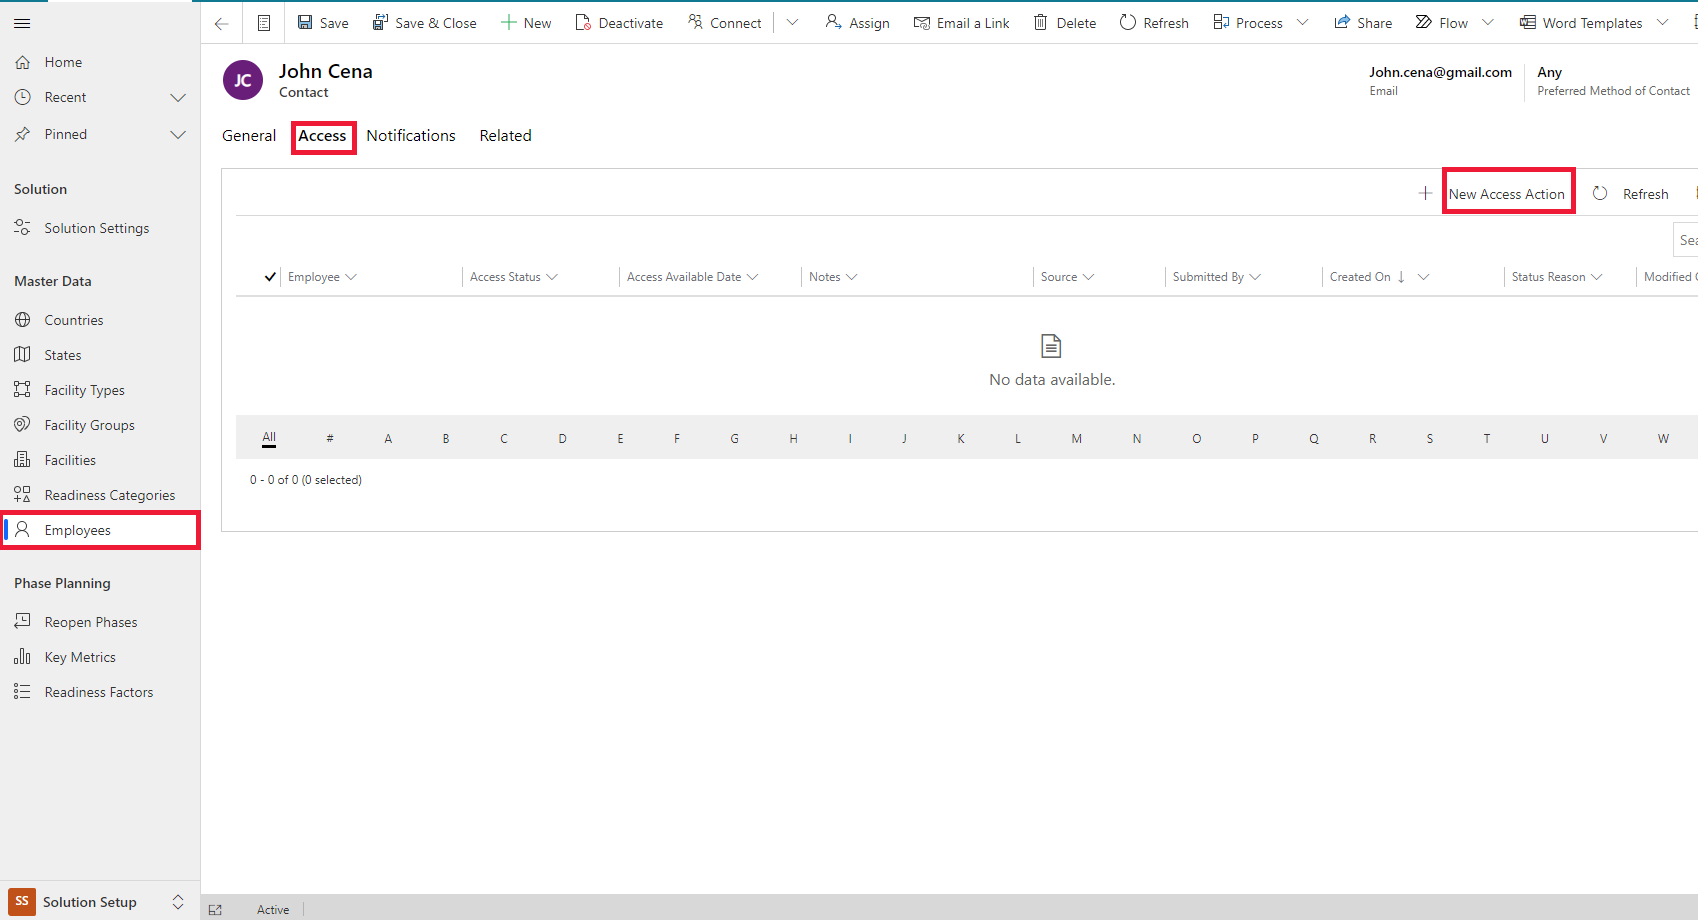 Save
Save & Close
New
Deactivate
Connect
Assign
Email a Link
Delete
Refresh
Process
Share
Flow
Word Templates
Home
Recent
Pinned
Solution
Solution Settings
Master Data
Countries
States
Facility Types
Facility Groups
Facilities
Readiness Categories
Employees
Phase Planning
Reopen Phases
Key Metrics
Readiness Factors
SS
Solution Setup
JC
John Cena
Contact
John.cena@gmail.com
Email
Any
Preferred Method of Contact
General
Access
Notifications
Related
New Access Action
Refresh
Sea
Employee
Access Status
Access Available Date
Notes
Source
Submitted By
Created On
Status Reason
Modified
No data available.
All # A B C D E F G H I J K L M N O P Q R S T U V W
0 - 0 of 0 (0 selected)
Active